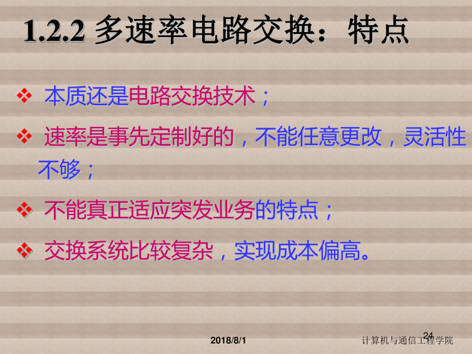 1.2.2 多速率电路交换：特点
❖ 本质还是电路交换技术；
❖ 速率是事先定制好的，不能任意更改，灵活性
不够；
❖ 不能真正适应突发业务的特点；
❖ 交换系统比较复杂，实现成本偏高。
2018/8/1
24
计算机与通信工程学院